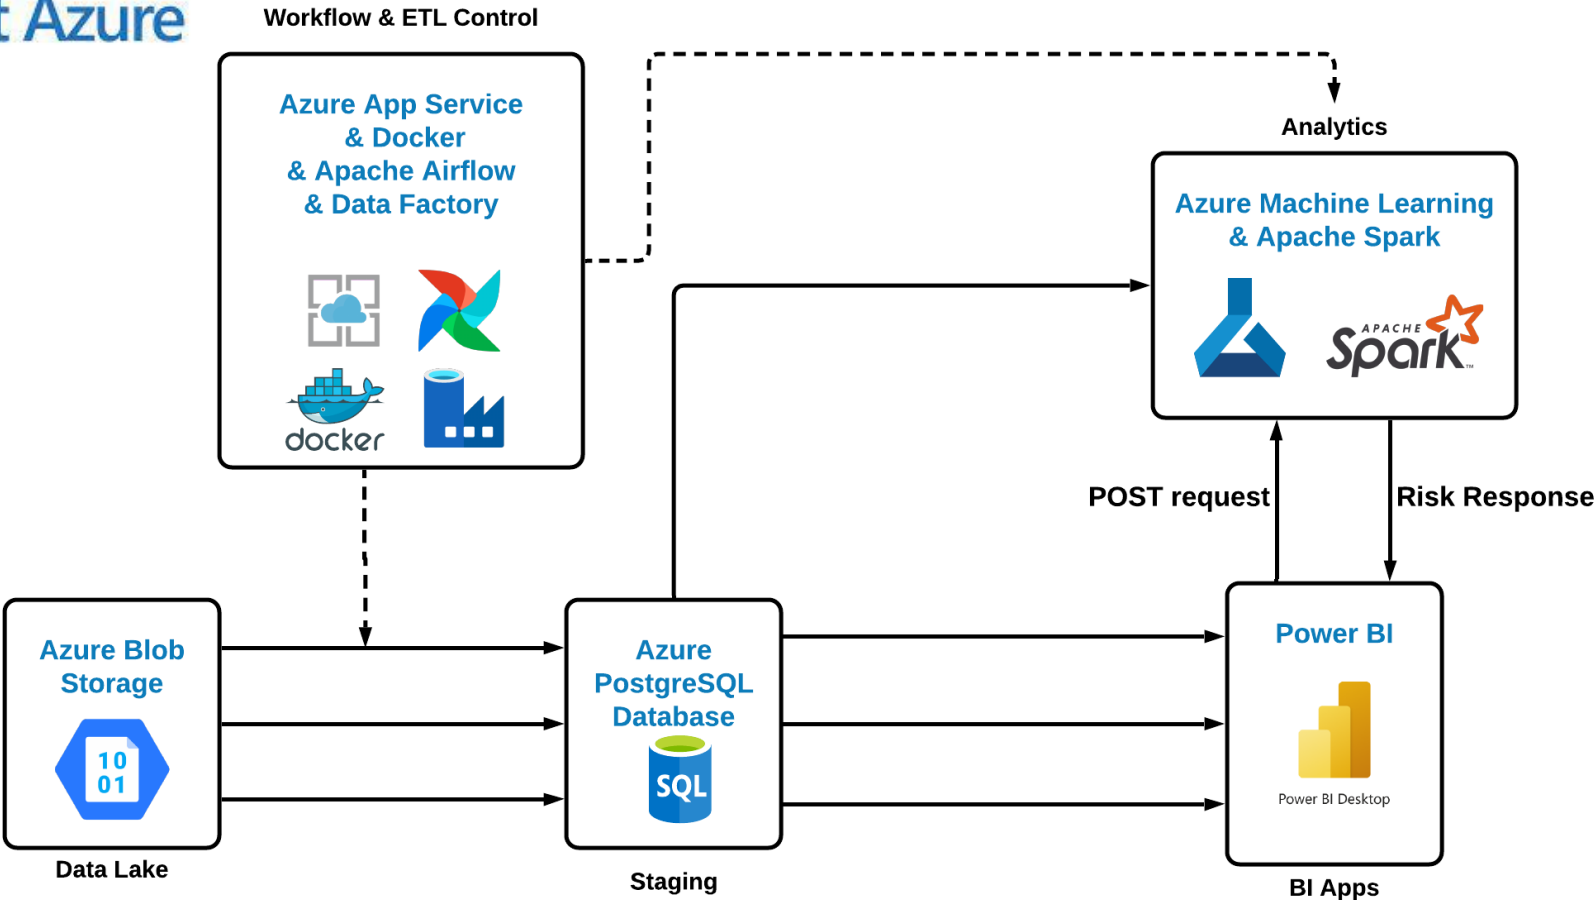 t Azure
Workflow & ETL Control
Azure App Service
& Docker
& Apache Airflow
& Data Factory
docker
Analytics
Azure Machine Learning
& Apache Spark
APACHE
Spark™
POST request
Risk Response
Azure Blob
Storage
10
01
Data Lake
Azure
PostgreSQL
Database
SQL
Staging
Power BI
Power BI Desktop
BI Apps